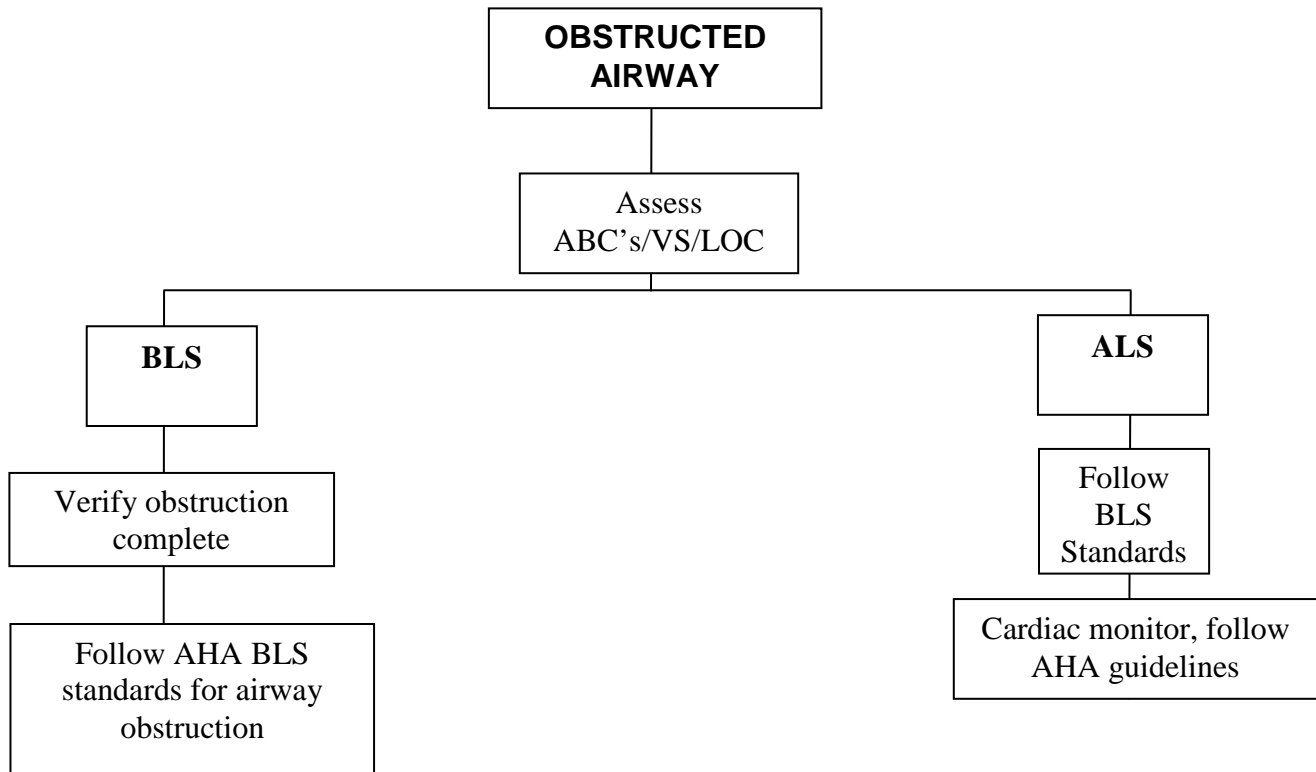 OBSTRUCTED
AIRWAY
Assess
ABC’s/VS/LOC
BLS
Verify obstruction
complete
Follow AHA BLS
standards for airway
obstruction
ALS
Follow
BLS
Standards
Cardiac monitor, follow
AHA guidelines